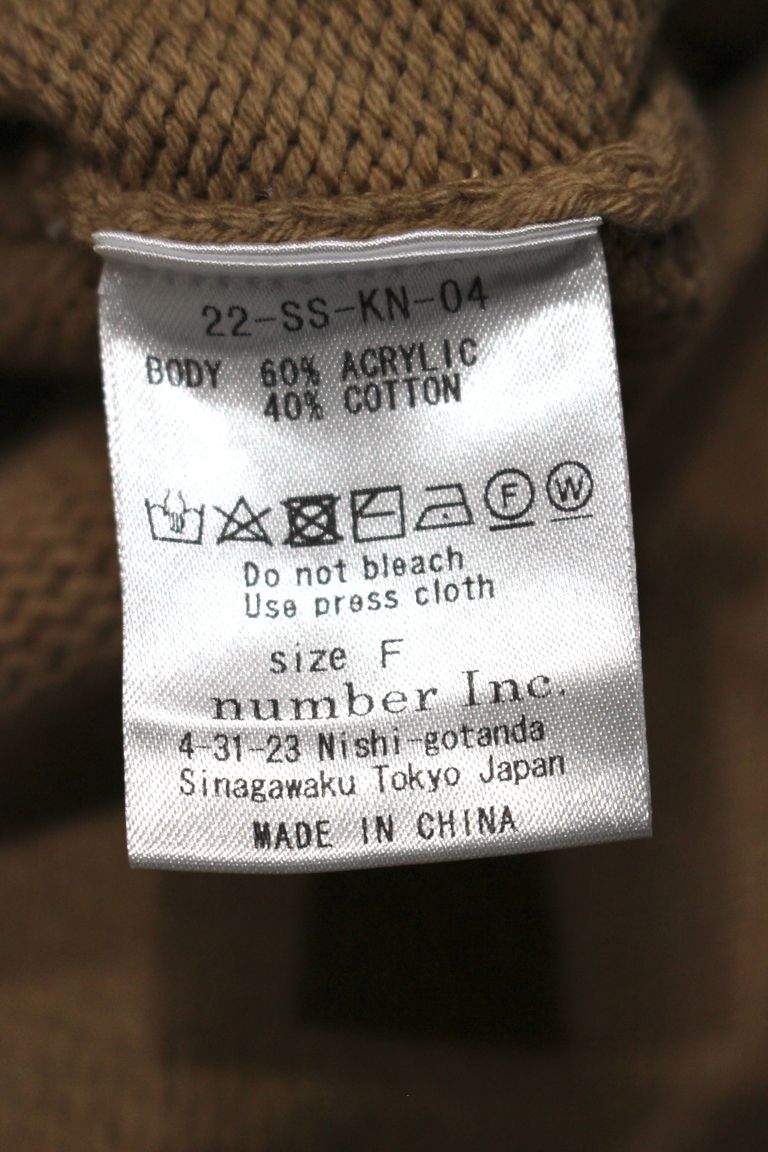 22-SS-KN-04
BODY 60% ACRYLIC
40% COTTON
F W
Do not bleach
Use press cloth
size F
number Inc.
4-31-23 Nishi-gotanda
Sinagawaku Tokyo Japan
MADE IN CHINA